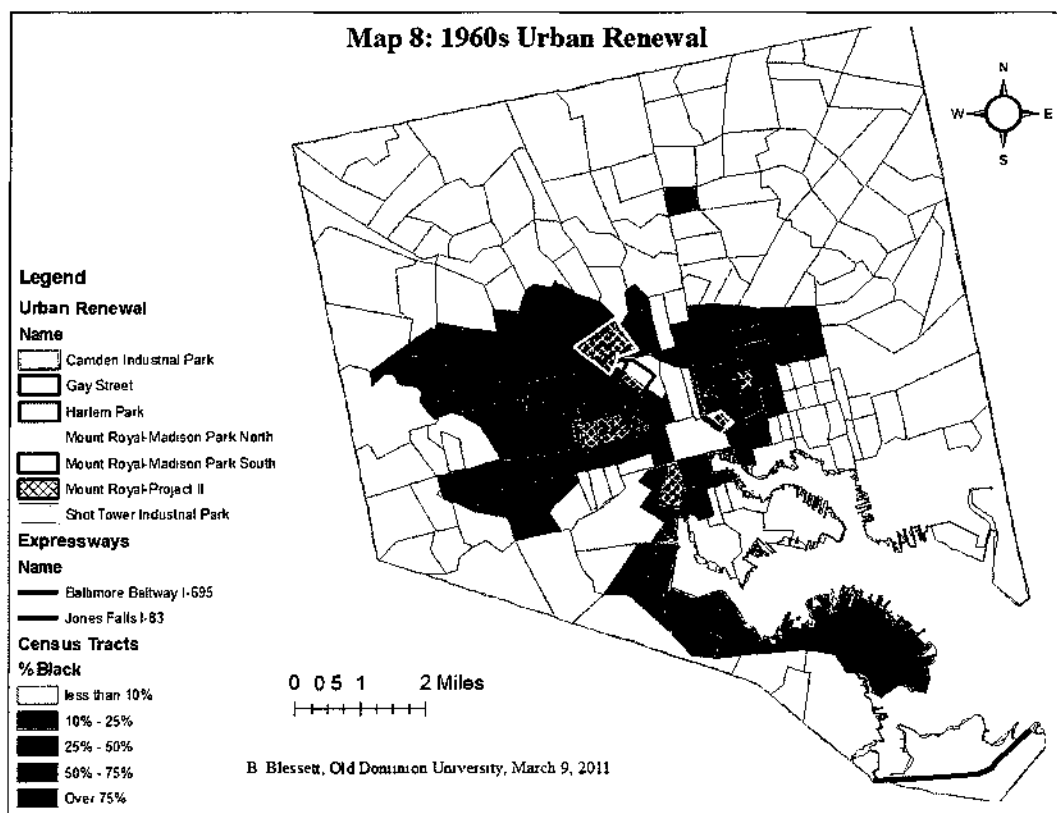 Map 8: 1960s Urban Renewal
N
W
E
S
Legend
Urban Renewal
Name
Camden Industrial Park
Gay Street
Harlem Park
Mount Royal-Madison Park North
Mount Royal-Madison Park South
Mount Royal-Project II
Shot Tower Industrial Park
Expressways
Name
Baltimore Beltway I-695
Jones Falls I-83
Census Tracts
% Black
less than 10%
10% - 25%
25% - 50%
50% - 75%
Over 75%
0 0 5 1 2 Miles
B Blessett, Old Dominion University, March 9, 2011